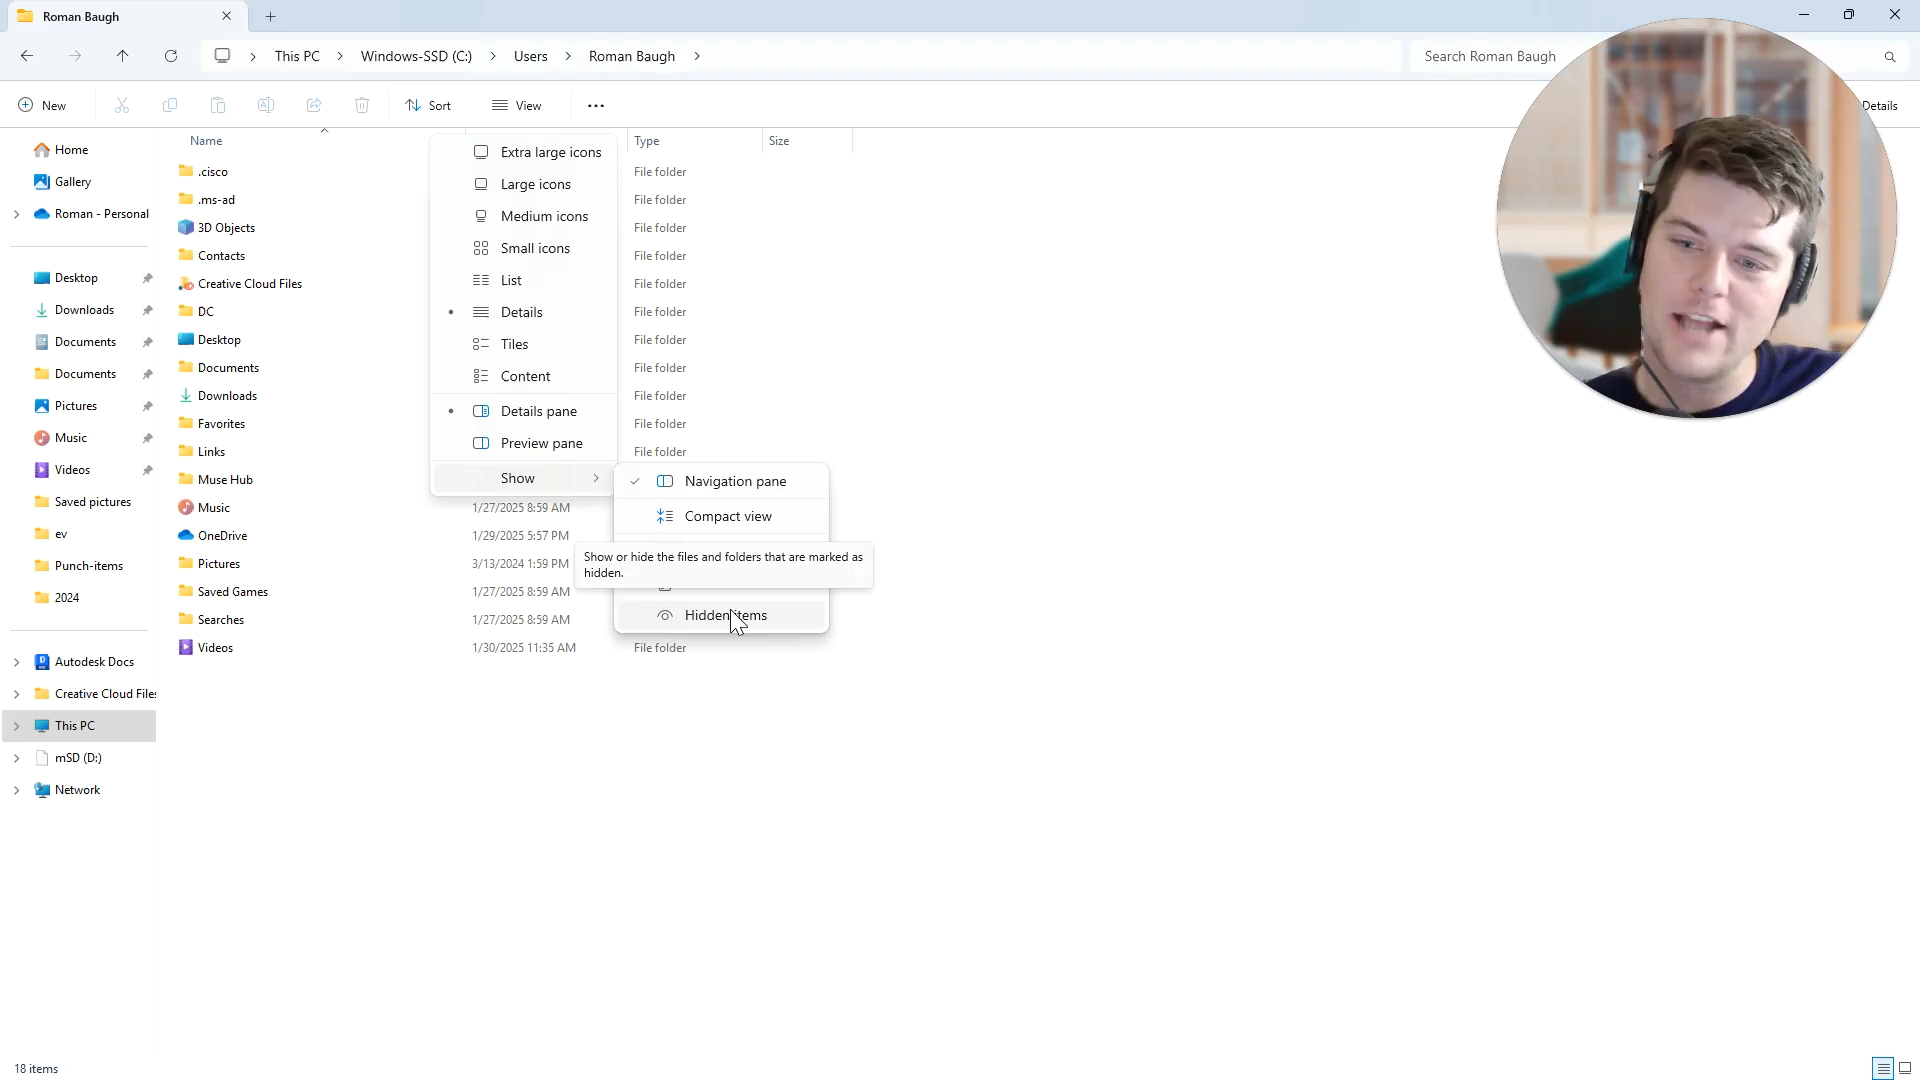 Roman Baugh
This PC
Windows-SSD (C:)
Users
Roman Baugh
Search Roman Baugh
New
Sort
View
Details
Home
Gallery
Roman - Personal
Desktop
Downloads
Documents
Documents
Pictures
Music
Videos
Saved pictures
ev
Punch-items
2024
Autodesk Docs
Creative Cloud Files
This PC
mSD (D:)
Network
Name
Type
Size
.cisco
File folder
.ms-ad
File folder
3D Objects
File folder
Contacts
File folder
Creative Cloud Files
File folder
DC
File folder
Desktop
File folder
Documents
File folder
Downloads
File folder
Favorites
File folder
Links
File folder
Muse Hub
Music
1/27/2025 8:59 AM
OneDrive
1/29/2025 5:57 PM
Pictures
3/13/2024 1:59 PM
Saved Games
1/27/2025 8:59 AM
Searches
1/27/2025 8:59 AM
Videos
1/30/2025 11:35 AM
File folder
Extra large icons
Large icons
Medium icons
Small icons
List
Details
Tiles
Content
Details pane
Preview pane
Show
Navigation pane
Compact view
Show or hide the files and folders that are marked as
hidden.
Hidden items
18 items